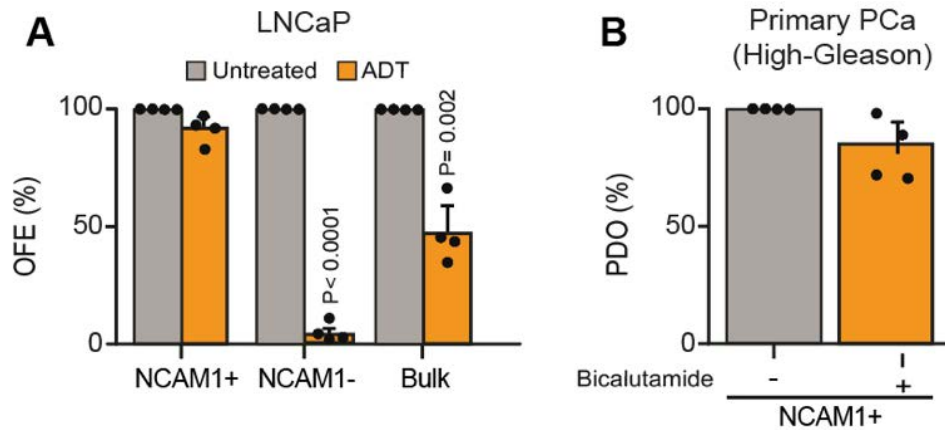 A
LNCaP
Untreated ADT
100
50
0
OFE (%)
P< 0.0001
P= 0.002
NCAM1+ NCAM1- Bulk
B
Primary PCa
(High-Gleason)
100
50
0
PDO (%)
Bicalutamide - +
NCAM1+